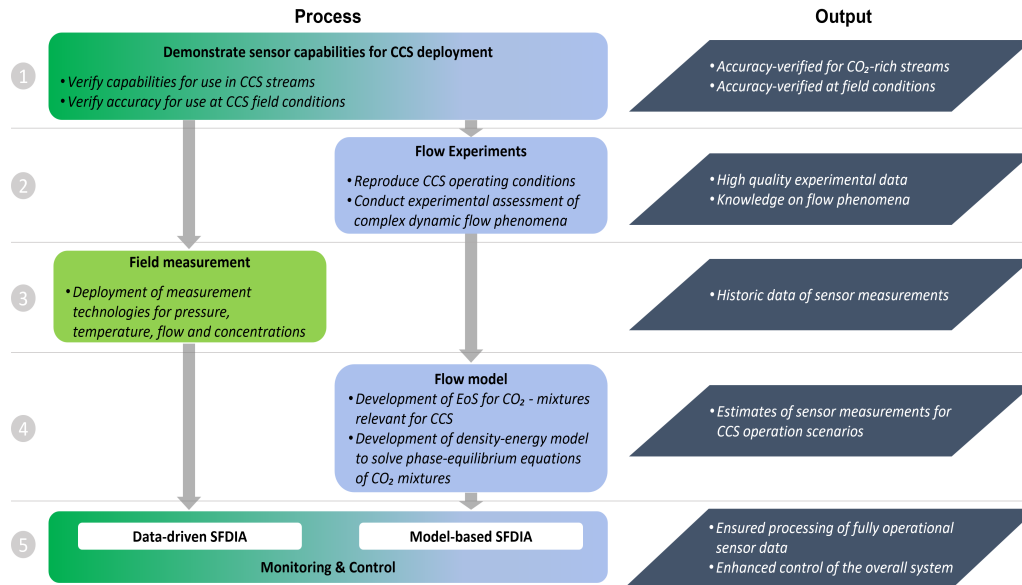 Process
Output
1
Demonstrate sensor capabilities for CCS deployment
• Verify capabilities for use in CCS streams
• Verify accuracy for use at CCS field conditions
• Accuracy-verified for CO₂-rich streams
• Accuracy-verified at field conditions
2
Flow Experiments
• Reproduce CCS operating conditions
• Conduct experimental assessment of
complex dynamic flow phenomena
• High quality experimental data
• Knowledge on flow phenomena
3
Field measurement
• Deployment of measurement
technologies for pressure,
temperature, flow and concentrations
• Historic data of sensor measurements
4
Flow model
• Development of EoS for CO₂ - mixtures
relevant for CCS
• Development of density-energy model
to solve phase-equilibrium equations
of CO₂ mixtures
• Estimates of sensor measurements for
CCS operation scenarios
5
Data-driven SFDIA
Model-based SFDIA
Monitoring & Control
• Ensured processing of fully operational
sensor data
• Enhanced control of the overall system